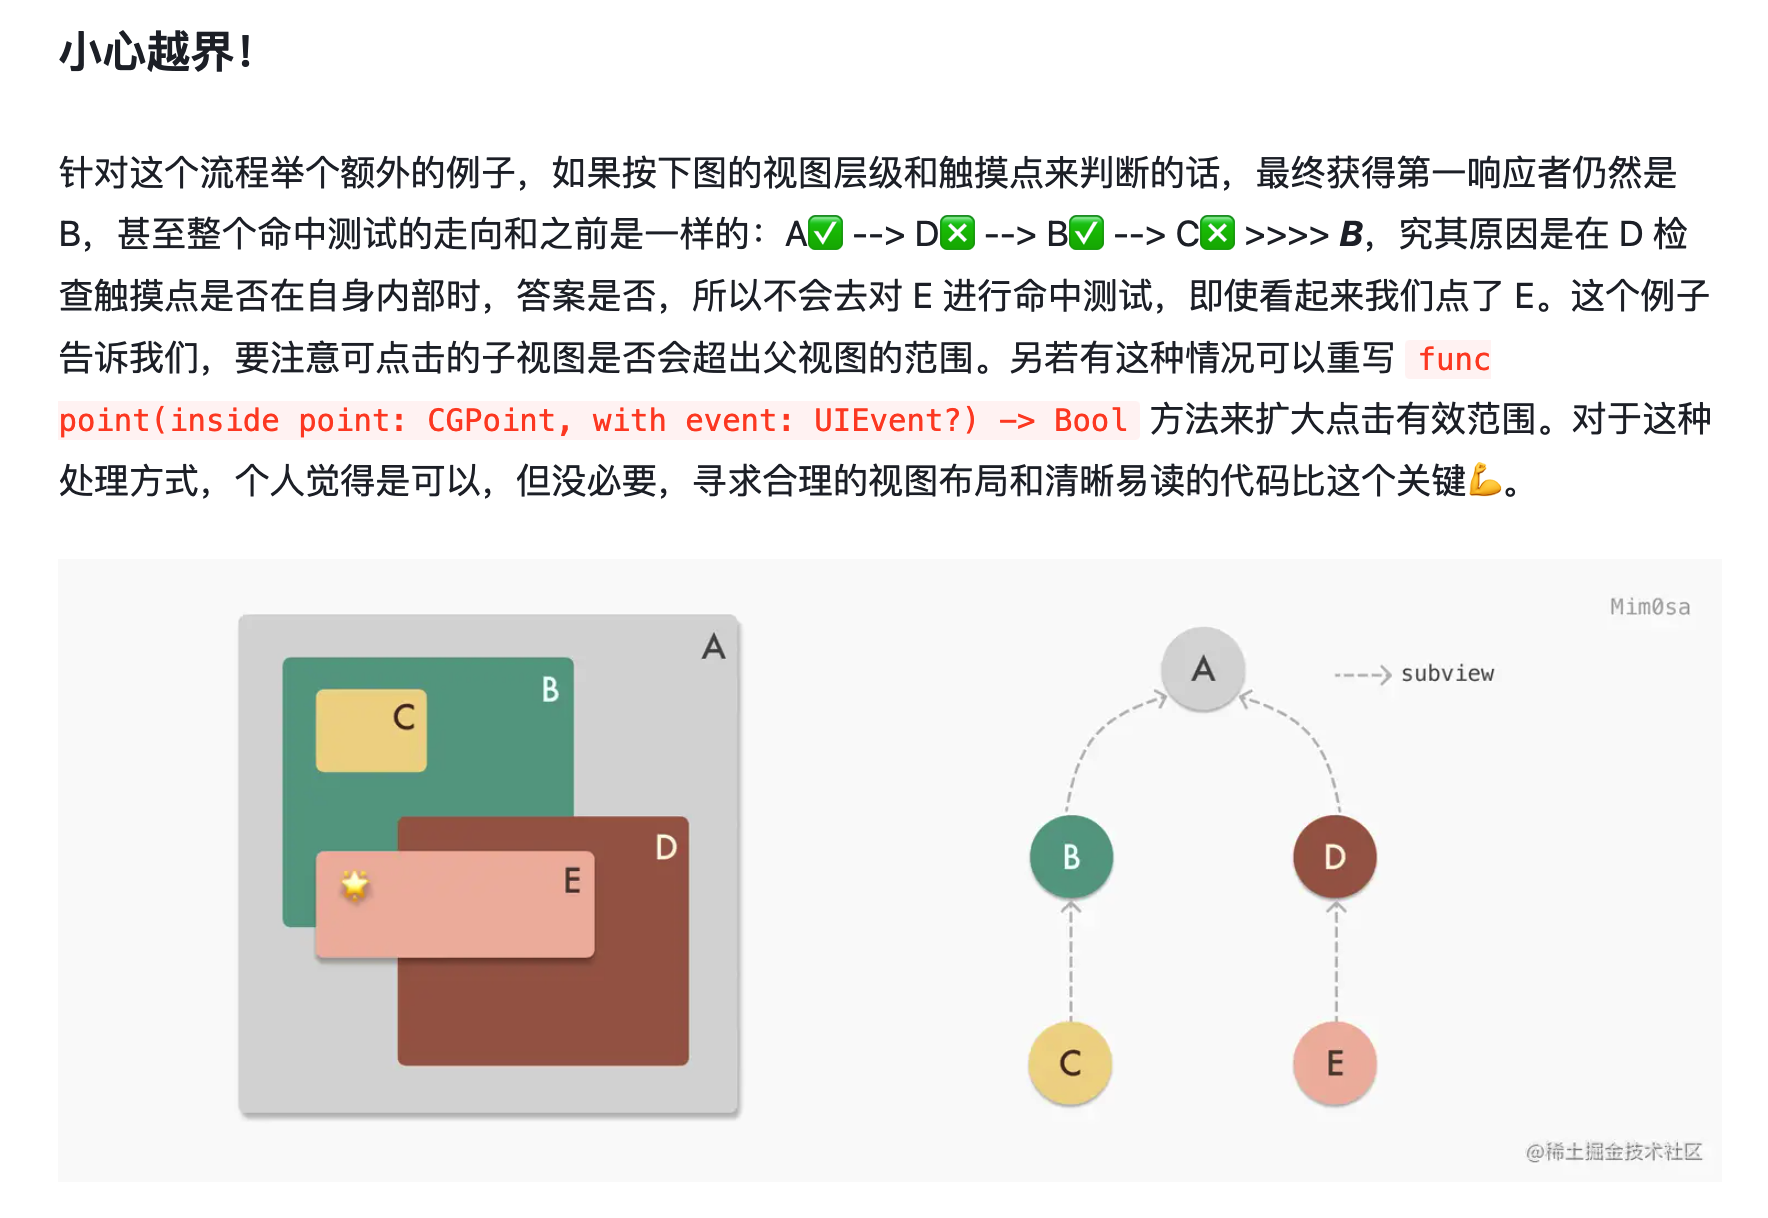 小心越界！
针对这个流程举个额外的例子，如果按下图的视图层级和触摸点来判断的话，最终获得第一响应者仍然是
B，甚至整个命中测试的走向和之前是一样的：A✅ --> D❎ --> B✅ --> C❎ >>>> B，究其原因是在 D 检
查触摸点是否在自身内部时，答案是否，所以不会去对 E 进行命中测试，即使看起来我们点了 E。这个例子
告诉我们，要注意可点击的子视图是否会超出父视图的范围。另若有这种情况可以重写 func
point(inside point: CGPoint, with event: UIEvent?) —> Bool 方法来扩大点击有效范围。对于这种
处理方式，个人觉得是可以，但没必要，寻求合理的视图布局和清晰易读的代码比这个关键💪。
Mim0sa
A
B
C
D
E
A
subview
B
D
C
E
@稀土掘金技术社区